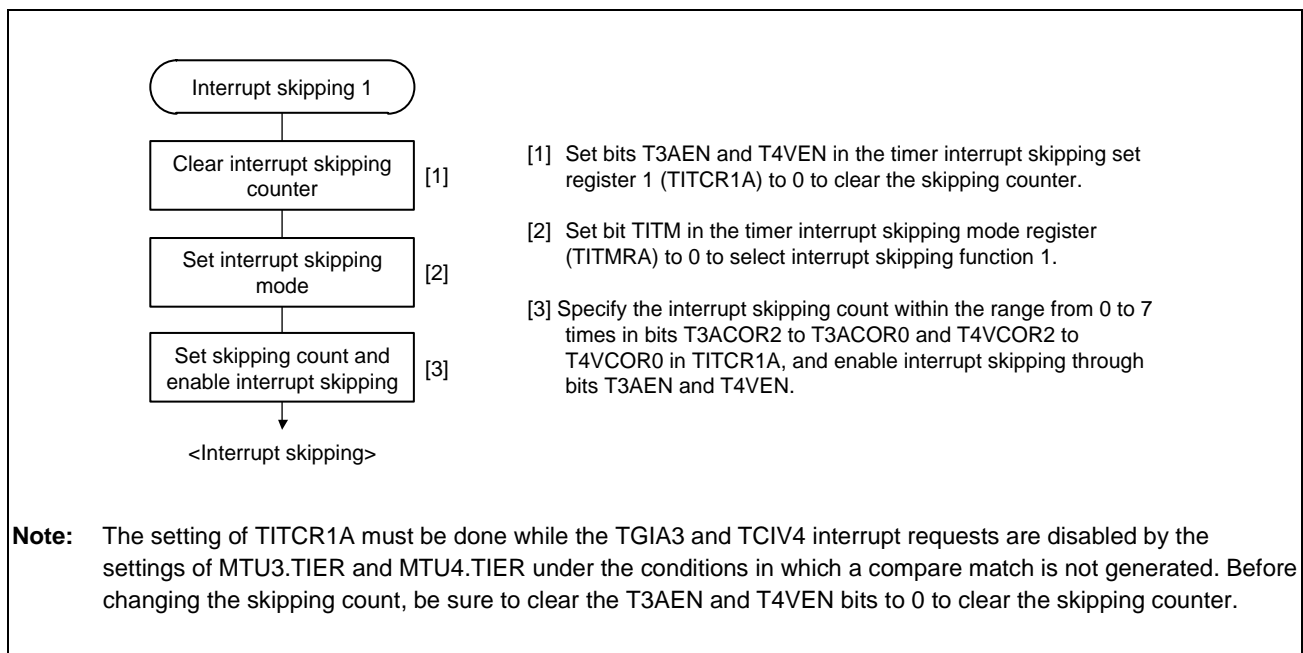 Interrupt skipping 1
Clear interrupt skipping
counter
[1]
Set interrupt skipping
mode
[2]
Set skipping count and
enable interrupt skipping
[3]
<Interrupt skipping>
[1] Set bits T3AEN and T4VEN in the timer interrupt skipping set
register 1 (TITCR1A) to 0 to clear the skipping counter.
[2] Set bit TITM in the timer interrupt skipping mode register
(TITMRA) to 0 to select interrupt skipping function 1.
[3] Specify the interrupt skipping count within the range from 0 to 7
times in bits T3ACOR2 to T3ACOR0 and T4VCOR2 to
T4VCOR0 in TITCR1A, and enable interrupt skipping through
bits T3AEN and T4VEN.
Note: The setting of TITCR1A must be done while the TGIA3 and TCIV4 interrupt requests are disabled by the
settings of MTU3.TIER and MTU4.TIER under the conditions in which a compare match is not generated. Before
changing the skipping count, be sure to clear the T3AEN and T4VEN bits to 0 to clear the skipping counter.